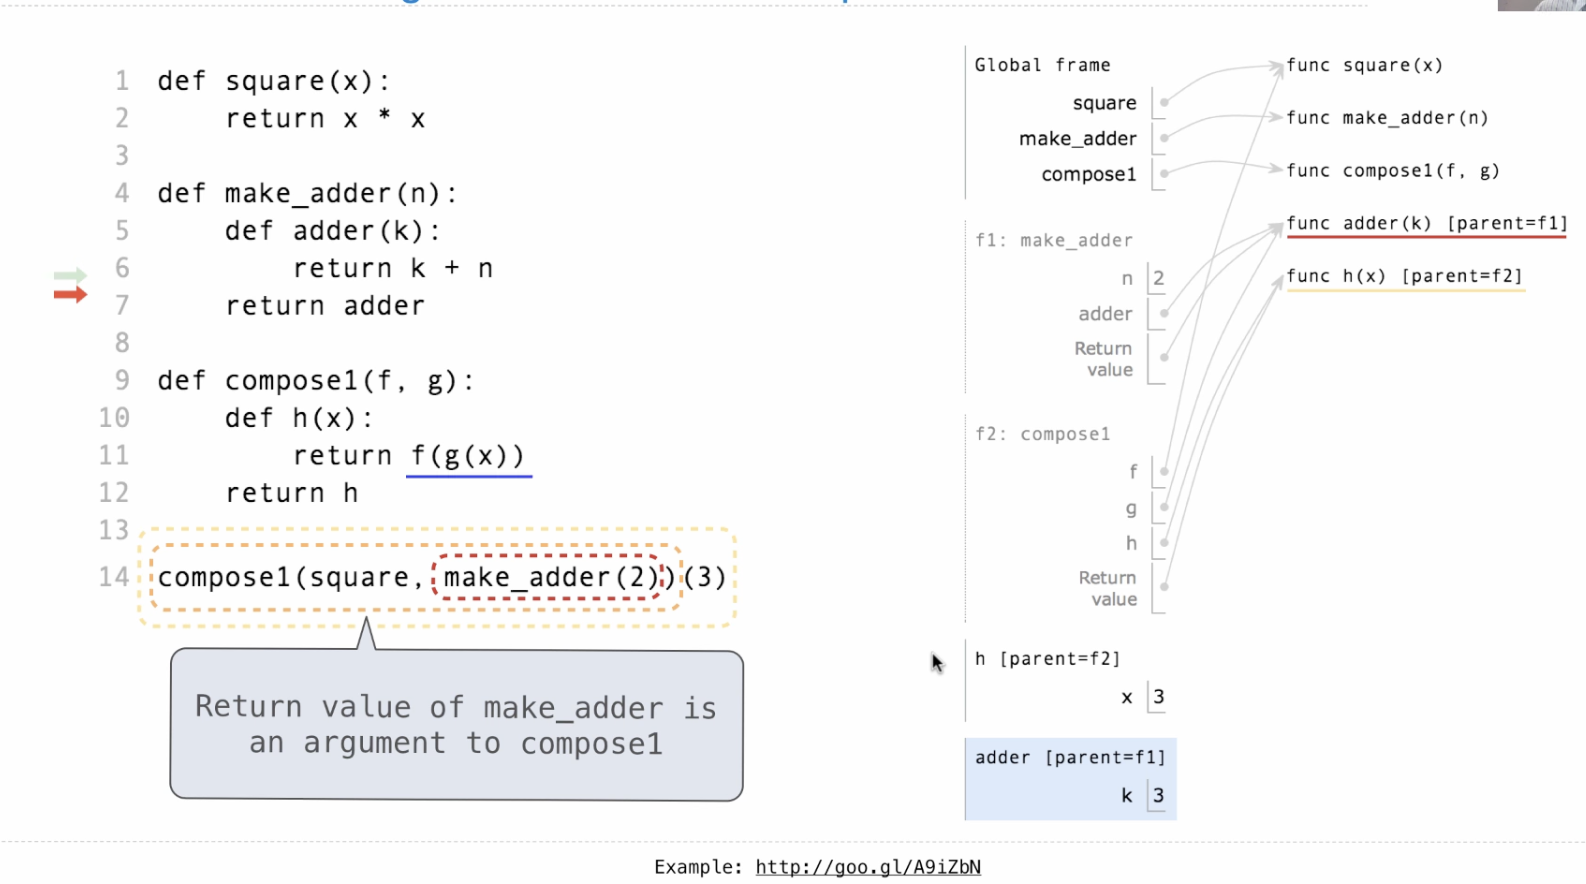 1 def square(x):
2     return x * x
3
4 def make_adder(n):
5     def adder(k):
6         return k + n
7     return adder
8
9 def compose1(f, g):
10     def h(x):
11         return f(g(x))
12     return h
13
14 compose1(square, make_adder(2))(3)
Return value of make_adder is
an argument to compose1
Global frame
square
make_adder
compose1
f1: make_adder
n 2
adder
Return
value
f2: compose1
f
g
h
Return
value
h [parent=f2]
x 3
adder [parent=f1]
k 3
func square(x)
func make_adder(n)
func compose1(f, g)
func adder(k) [parent=f1]
func h(x) [parent=f2]
Example: http://goo.gl/A9iZbN